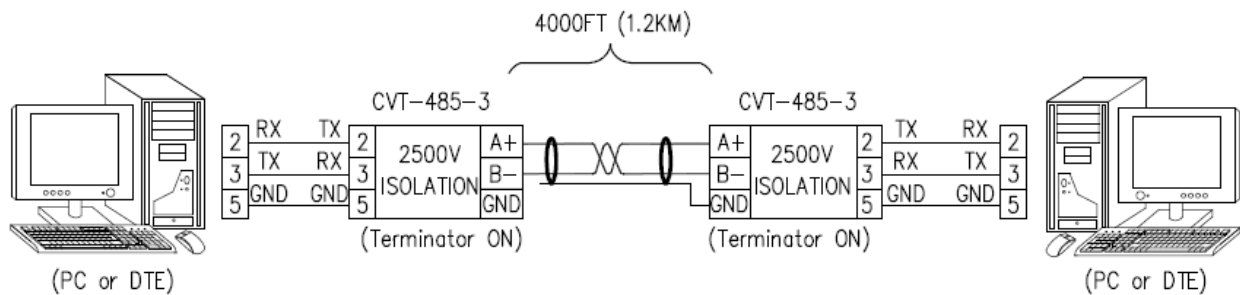 4000FT (1.2KM)
CVT-485-3 CVT-485-3
2 RX TX 2 2500V ISOLATION A+ A+ 2500V ISOLATION 2 TX RX 2
3 TX RX 3 B- B- 3 RX TX 3
5 GND GND 5 GND GND 5 GND GND 5
(Terminator ON) (Terminator ON)
(PC or DTE) (PC or DTE)